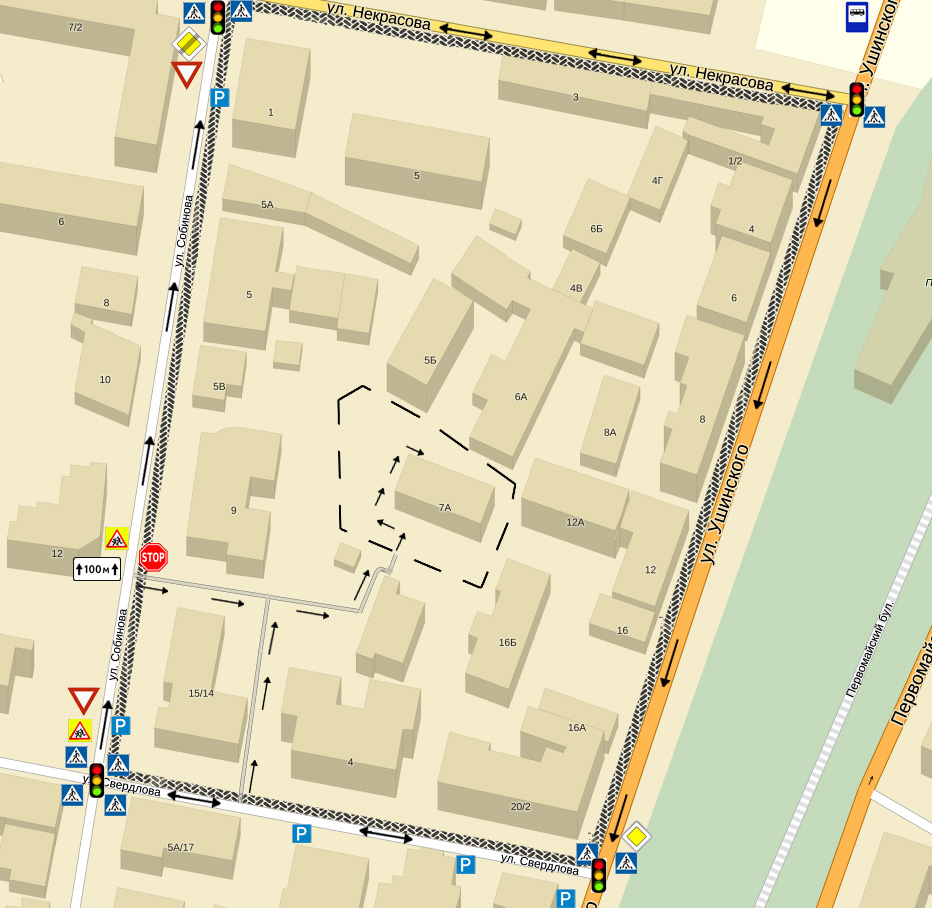 7/2
ул. Некрасова
Ушинского
ул. Некрасова
P
1
3
5
1/2
4Г
5А
6
6Б
4
ул. Собинова
4В
8
5
6
5Б
10
5В
6А
8
8А
7А
9
12А
ул. Ушинского
STOP
12
100м
12
16
16Б
ул. Собинова
Первомайский бул.
15/14
Первомай
P
16А
4
ул. Свердлова
20/2
P
5А/17
P
ул. Свердлова
P